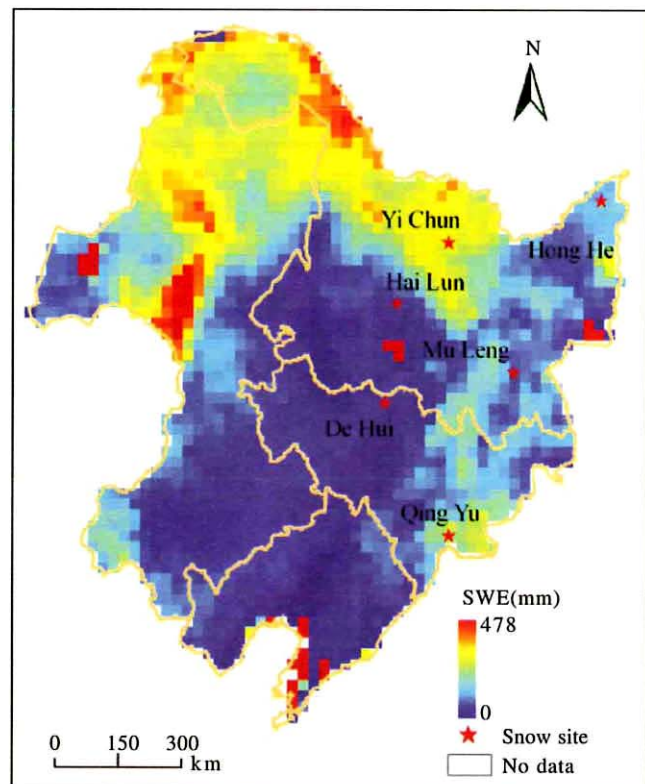 N
Yi Chun
Hong He
Hai Lun
Mu Leng
De Hui
Qing Yu
SWE(mm)
478
0
Snow site
No data
0 150 300
km